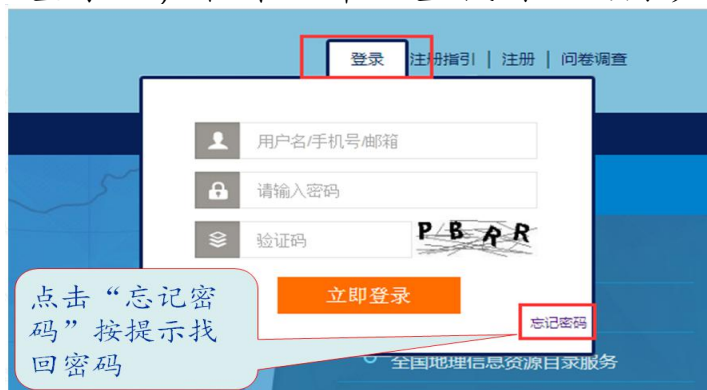 登录 注册指引 | 注册 | 问卷调查
用户名/手机号/邮箱
请输入密码
验证码 PBRR
立即登录
忘记密码
点击“忘记密
码”按提示找
回密码
全国地理信息资源目录服务